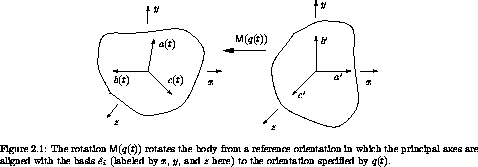 y
a(t)
b(t)
c(t)
x
z
M(q(t))
y
b′
a′
x
c′
z
Figure 2.1: The rotation M(q(t)) rotates the body from a reference orientation in which the principal axes are
aligned with the basis êᵢ (labeled by x, y, and z here) to the orientation specified by q(t).